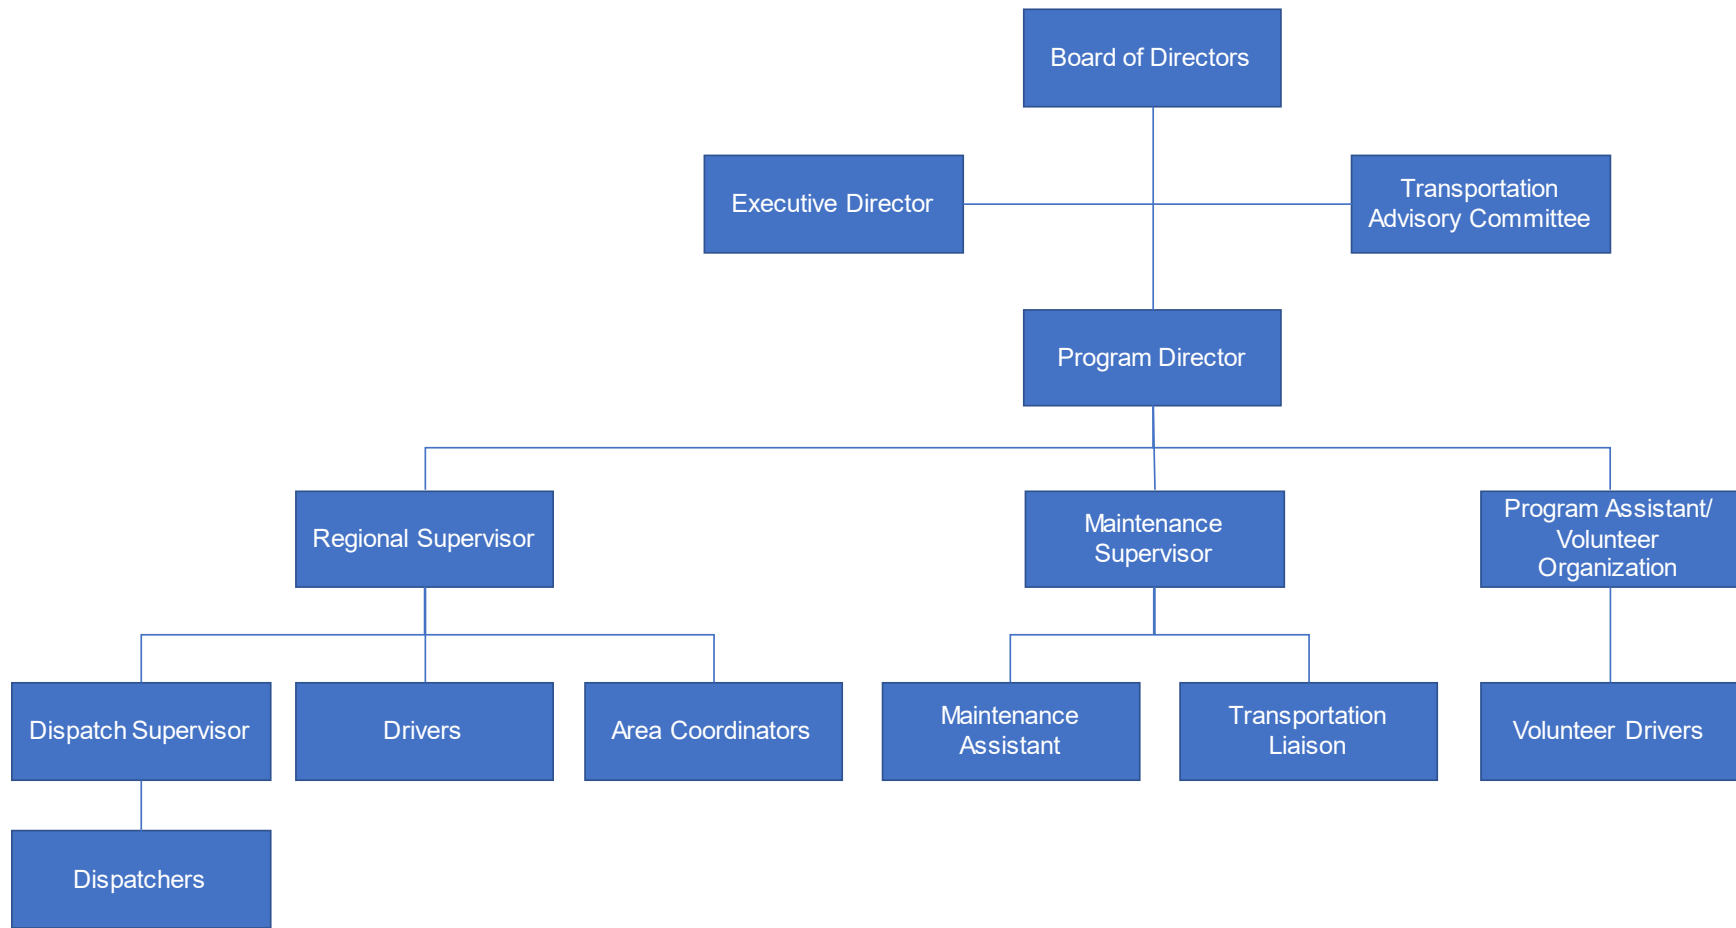 Board of Directors
Executive Director
Transportation
Advisory Committee
Program Director
Regional Supervisor
Maintenance
Supervisor
Program Assistant/
Volunteer
Organization
Dispatch Supervisor
Drivers
Area Coordinators
Maintenance
Assistant
Transportation
Liaison
Volunteer Drivers
Dispatchers